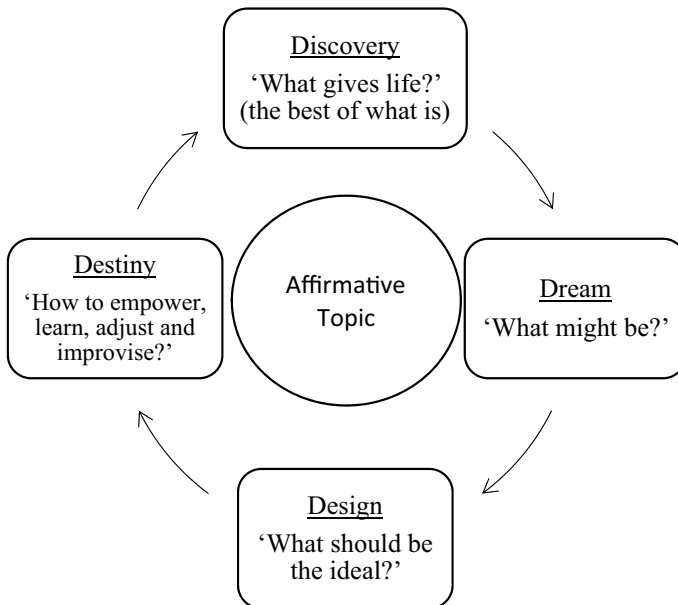 Discovery
‘What gives life?’
(the best of what is)
Destiny
‘How to empower,
learn, adjust and
improvise?’
Affirmative
Topic
Dream
‘What might be?’
Design
‘What should be
the ideal?’